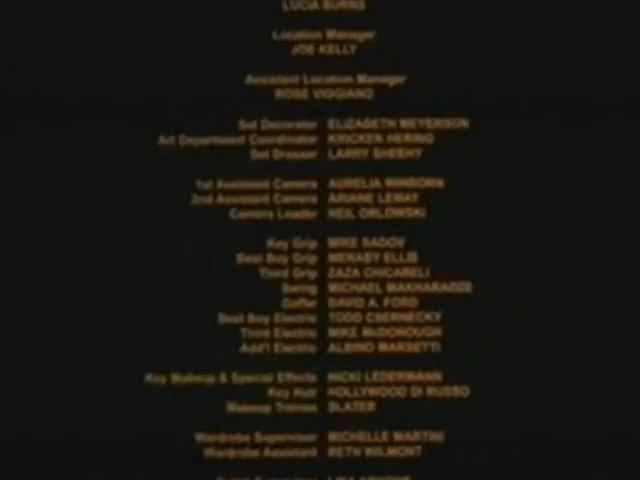 LUCIA BURNS
Location Manager
JOE KELLY
Assistant Location Manager
ROSE VIGGIANO
Set Decorator ELIZABETH MEYERSON
Art Department Coordinator KRICKEN HERING
Set Dresser LARRY SHEEHY
1st Assistant Camera AURELIA WINBORN
2nd Assistant Camera ARIANE LEMAY
Camera Loader NEIL ORLOWSKI
Key Grip MIKE SADOV
Best Boy Grip MERABY ELLIS
Third Grip ZAZA CHICARELI
Swing MICHAEL MAKHARADZE
Gaffer DAVID A. FORD
Best Boy Electric TODD CSERNECKY
Third Electric MIKE McDONOUGH
Add'l Electric ALBINO MARSETTI
Key Makeup & Special Effects NICKI LEDERMANN
Key Hair HOLLYWOOD DI RUSSO
Makeup Trainee SLATER
Wardrobe Supervisor MICHELLE MARTINI
Wardrobe Assistant BETH WILMONT